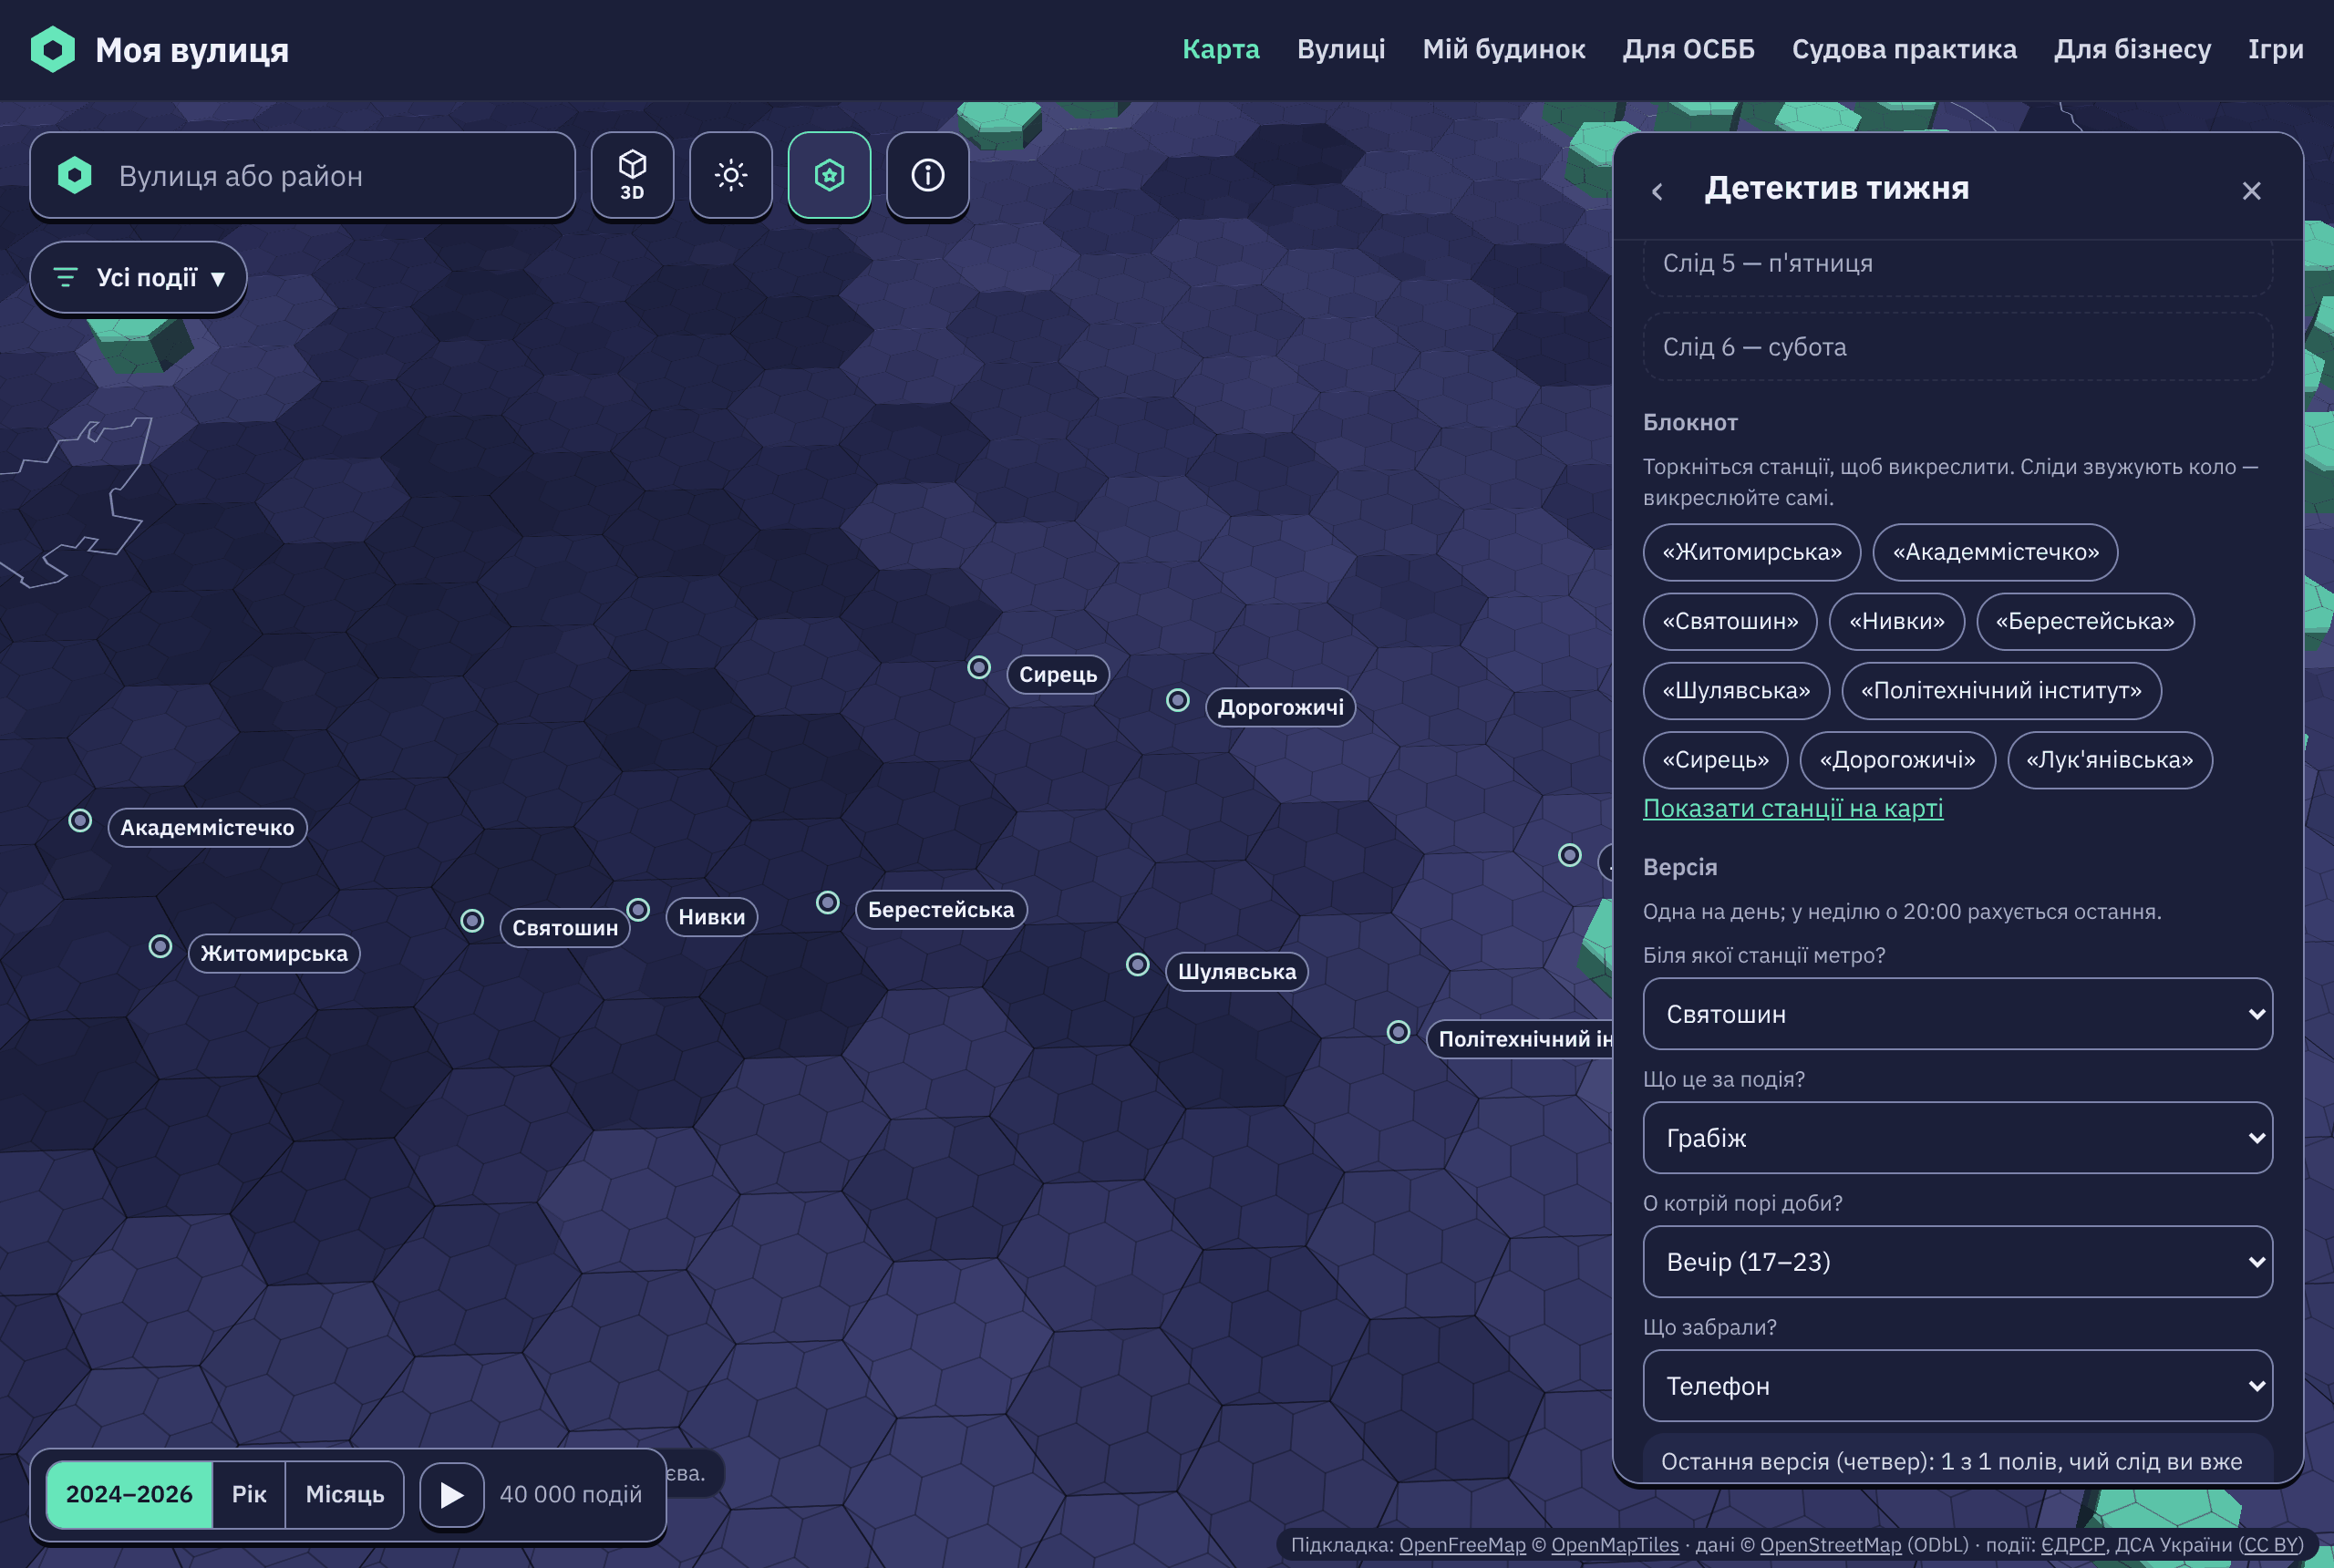 Моя вулиця
Карта Вулиці Мій будинок Для ОСББ Судова практика Для бізнесу Ігри
Вулиця або район
3D
Усі події ▼
Сирець
Дорогожичі
Академмістечко
Святошин
Нивки
Берестейська
Житомирська
Шулявська
Політехнічний ін
2024–2026 Рік Місяць 40 000 подій
єва.
Детектив тижня
Слід 5 — п'ятниця
Слід 6 — субота
Блокнот
Торкніться станції, щоб викреслити. Сліди звужують коло —
викреслюйте самі.
«Житомирська» «Академмістечко»
«Святошин» «Нивки» «Берестейська»
«Шулявська» «Політехнічний інститут»
«Сирець» «Дорогожичі» «Лук'янівська»
Показати станції на карті
Версія
Одна на день; у неділю о 20:00 рахується остання.
Біля якої станції метро?
Святошин
Що це за подія?
Грабіж
О котрій порі доби?
Вечір (17–23)
Що забрали?
Телефон
Остання версія (четвер): 1 з 1 полів, чий слід ви вже
Підкладка: OpenFreeMap © OpenMapTiles · дані © OpenStreetMap (ODbL) · події: ЄДРСР, ДСА України (CC BY)